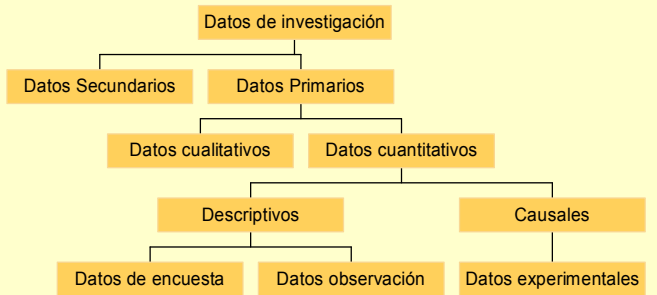 Datos de investigación
Datos Secundarios
Datos Primarios
Datos cualitativos
Datos cuantitativos
Descriptivos
Causales
Datos de encuesta
Datos observación
Datos experimentales